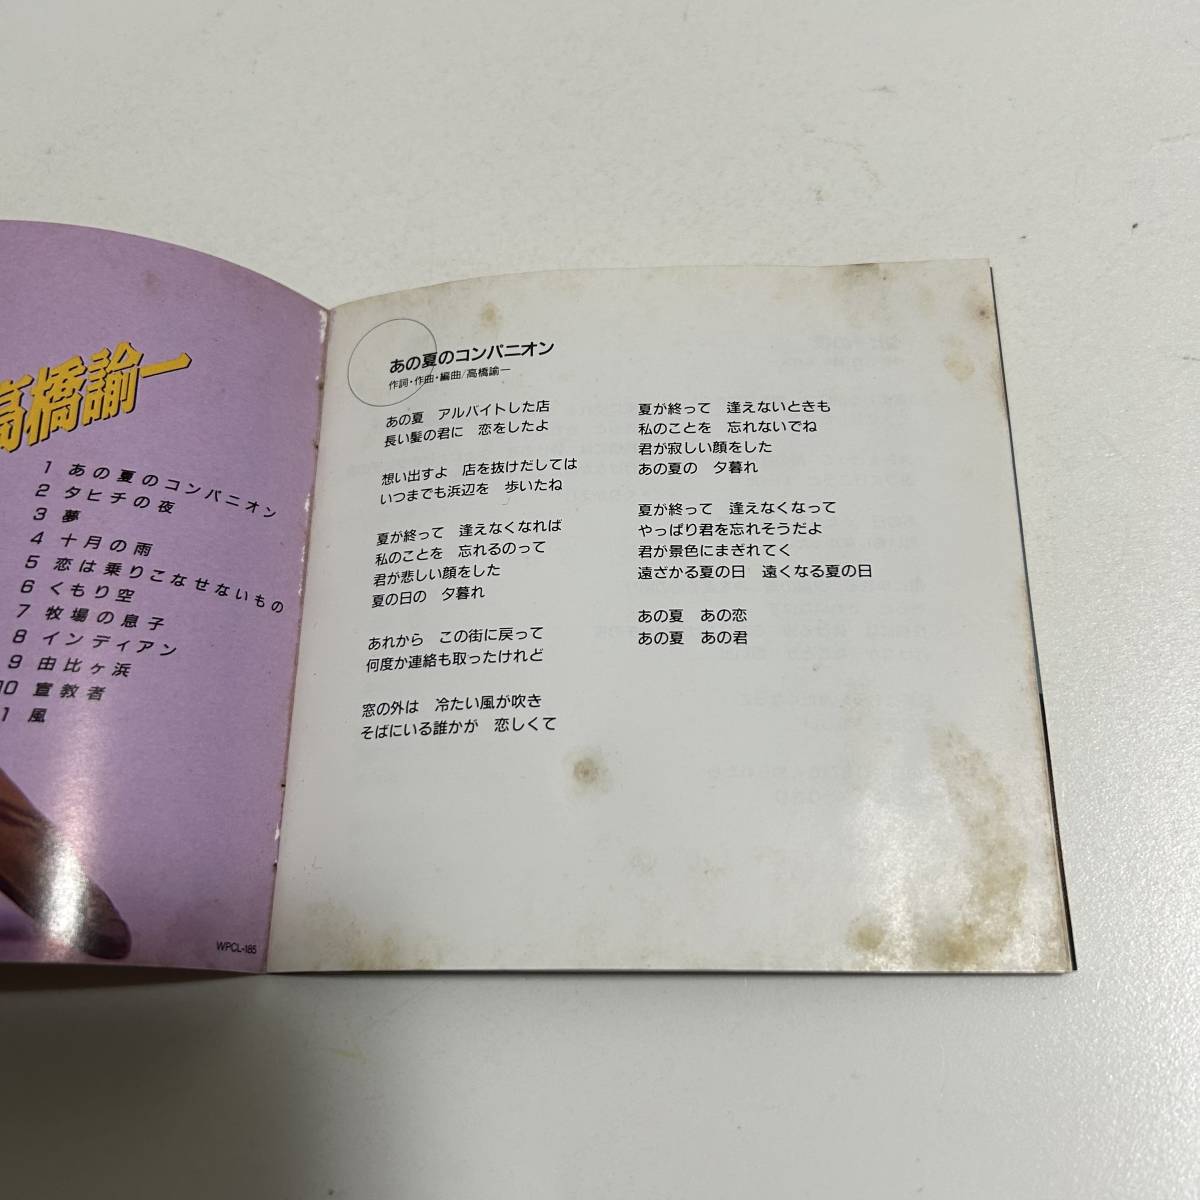 高橋諭一
1 あの夏のコンパニオン
2 タヒチの夜
3 夢
4 十月の雨
5 恋は乗りこなせないもの
6 くもり空
7 牧場の息子
8 インディアン
9 由比ヶ浜
10 宣教者
1 風
WPCL-185
あの夏のコンパニオン
作詞・作曲・編曲/高橋諭一
あの夏 アルバイトした店
長い髪の君に 恋をしたよ
想い出すよ 店を抜けだしては
いつまでも浜辺を 歩いたね
夏が終って 逢えなくなれば
私のことを 忘れるのって
君が悲しい顔をした
夏の日の 夕暮れ
あれから この街に戻って
何度か連絡も取ったけれど
窓の外は 冷たい風が吹き
そばにいる誰かが 恋しくて
夏が終って 逢えないときも
私のことを 忘れないでね
君が寂しい顔をした
あの夏の 夕暮れ
夏が終って 逢えなくなって
やっぱり君を忘れそうだよ
君が景色にまぎれてく
遠ざかる夏の日 遠くなる夏の日
あの夏 あの恋
あの夏 あの君